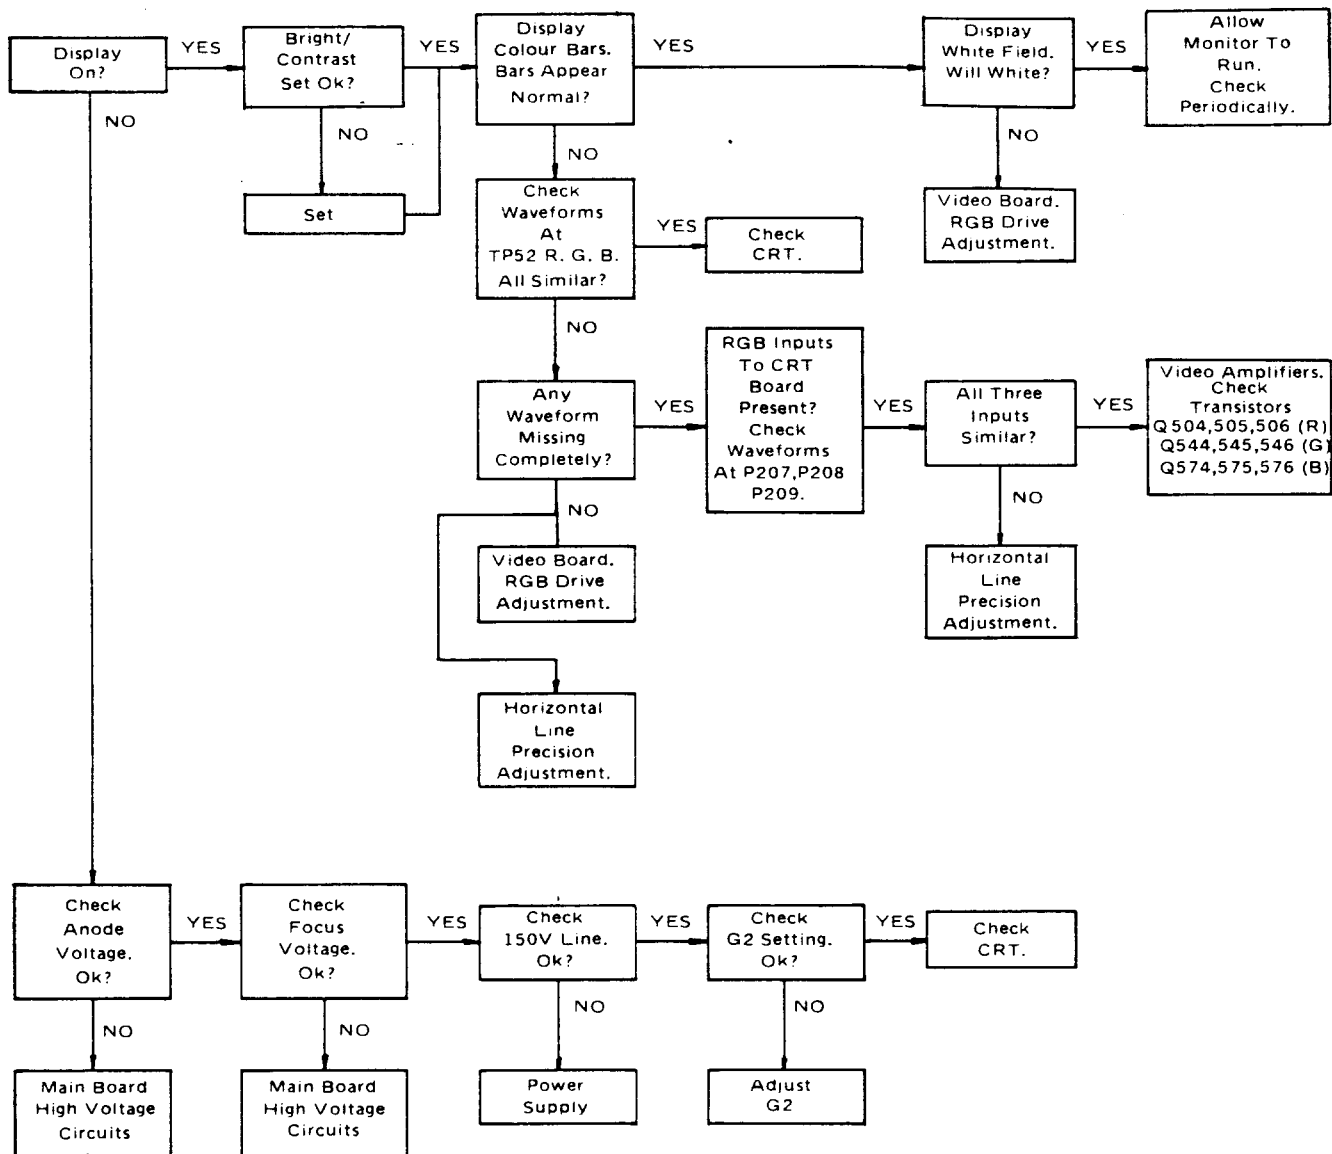 Display
On?
YES
NO
Bright/
Contrast
Set Ok?
YES
NO
Set
Display
Colour Bars.
Bars Appear
Normal?
YES
NO
Display
White Field.
Will White?
YES
NO
Allow
Monitor To
Run.
Check
Periodically.
Video Board.
RGB Drive
Adjustment.
Check
Waveforms
At
TP52 R. G. B.
All Similar?
YES
NO
Check
CRT.
Any
Waveform
Missing
Completely?
YES
NO
RGB Inputs
To CRT
Board
Present?
Check
Waveforms
At P207,P208
P209.
YES
All Three
Inputs
Similar?
YES
NO
Video Amplifiers.
Check
Transistors
Q504,505,506 (R)
Q544,545,546 (G)
Q574,575,576 (B)
Video Board.
RGB Drive
Adjustment.
Horizontal
Line
Precision
Adjustment.
Horizontal
Line
Precision
Adjustment.
Check
Anode
Voltage.
Ok?
YES
NO
Check
Focus
Voltage.
Ok?
YES
NO
Check
150V Line.
Ok?
YES
NO
Check
G2 Setting.
Ok?
YES
NO
Check
CRT.
Main Board
High Voltage
Circuits
Main Board
High Voltage
Circuits
Power
Supply
Adjust
G2